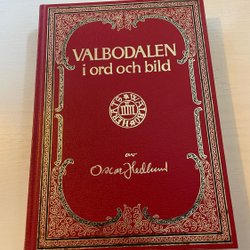 VALBODALEN
i ord och bild
av
Oscar Hedlund